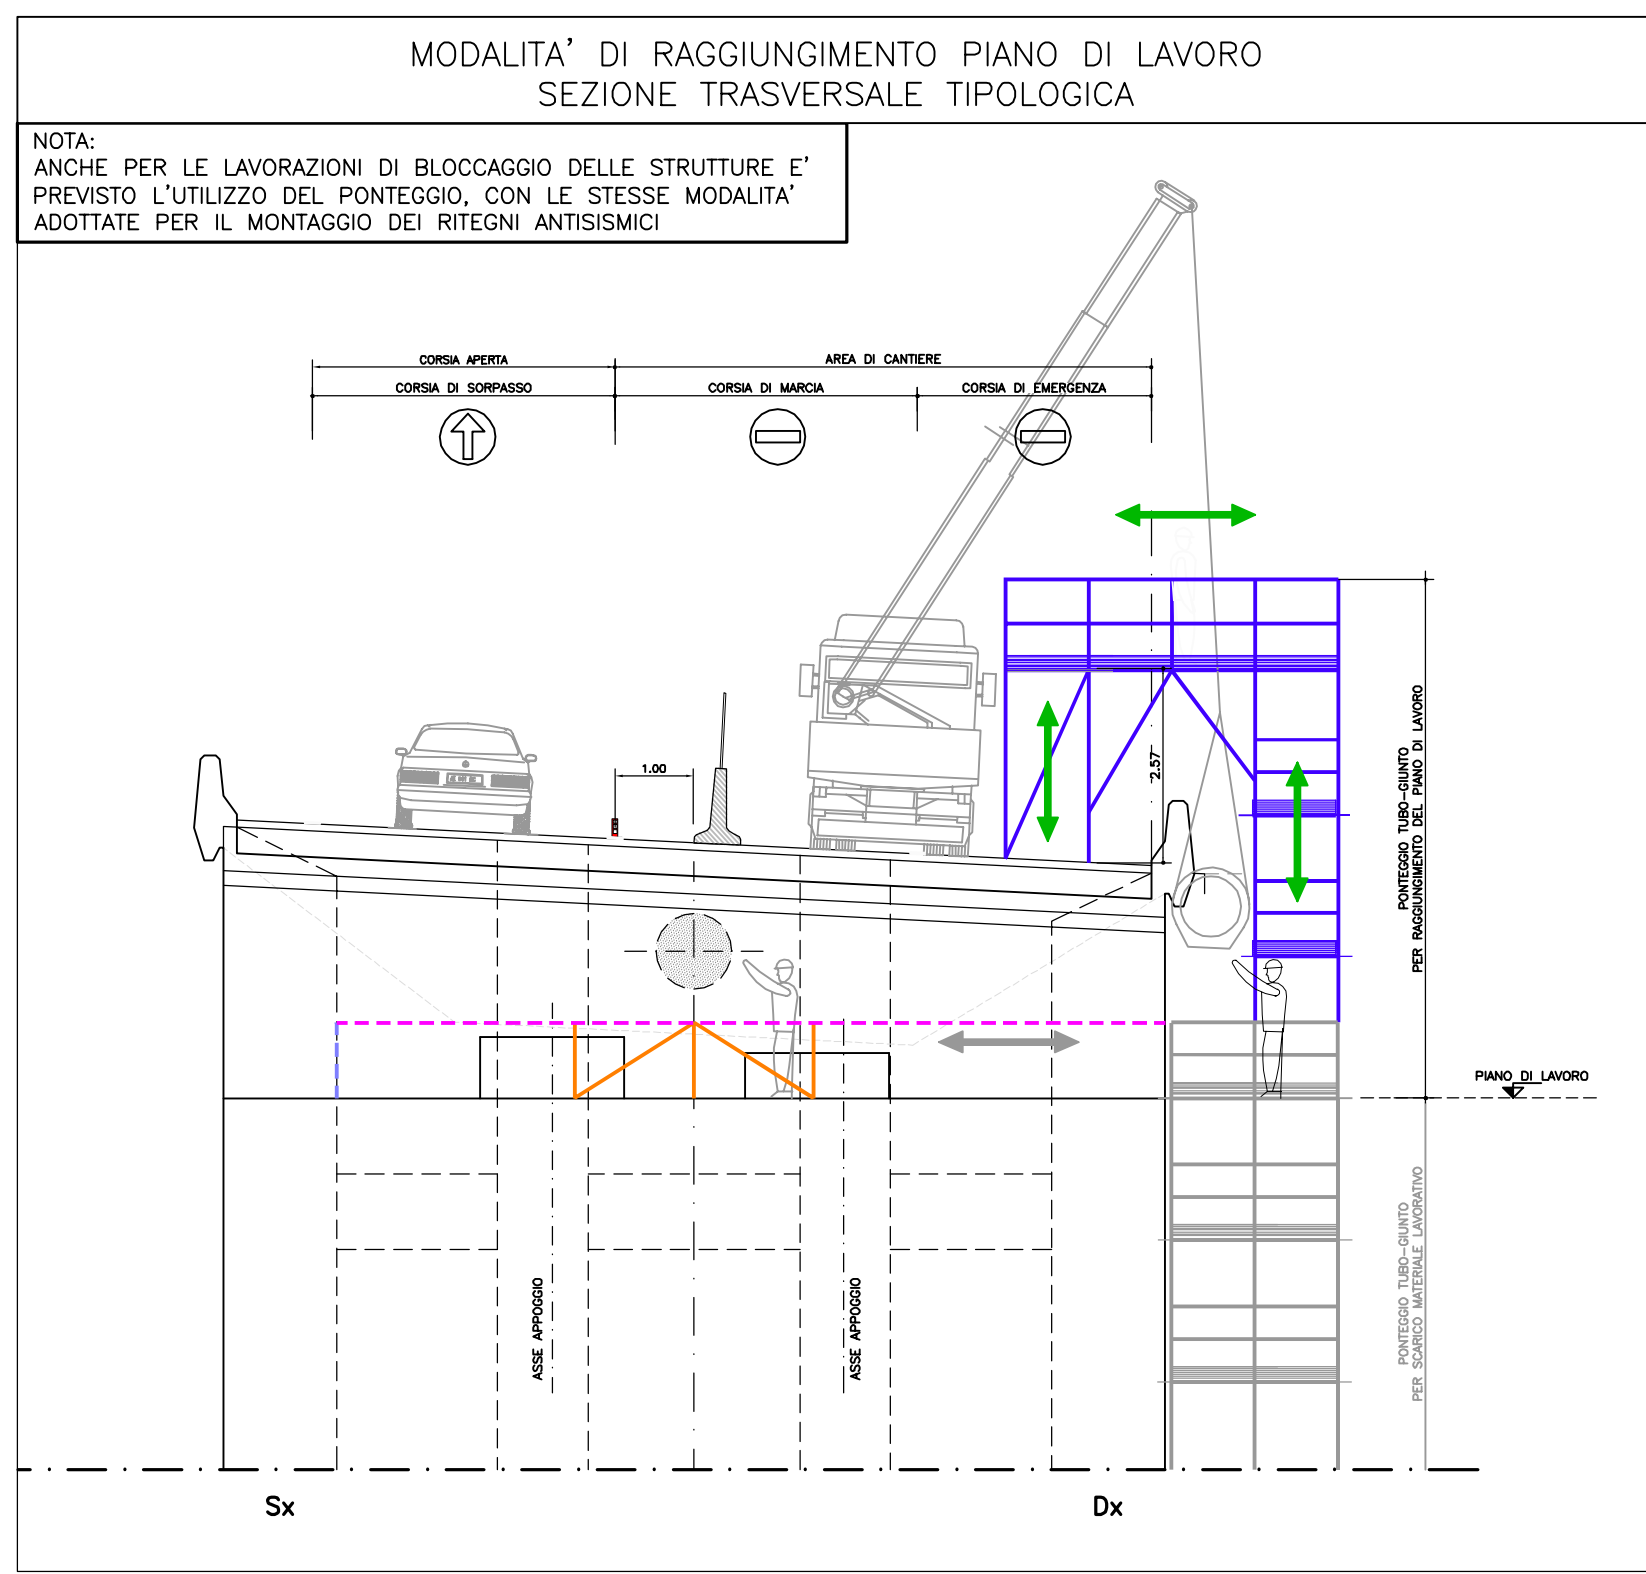 MODALITA' DI RAGGIUNGIMENTO PIANO DI LAVORO
SEZIONE TRASVERSALE TIPOLOGICA
NOTA:
ANCHE PER LE LAVORAZIONI DI BLOCCAGGIO DELLE STRUTTURE E'
PREVISTO L'UTILIZZO DEL PONTEGGIO, CON LE STESSE MODALITA'
ADOTTATE PER IL MONTAGGIO DEI RITEGNI ANTISISMICI
CORSIA APERTA
AREA DI CANTIERE
CORSIA DI SORPASSO
CORSIA DI MARCIA
CORSIA DI EMERGENZA
1.00
2.57
PONTEGGIO TUBO-GIUNTO
PER RAGGIUNGIMENTO DEL PIANO DI LAVORO
PIANO DI LAVORO
PONTEGGIO TUBO-GIUNTO
PER SCARICO MATERIALE LAVORATIVO
ASSE APPOGGIO
ASSE APPOGGIO
Sx
Dx